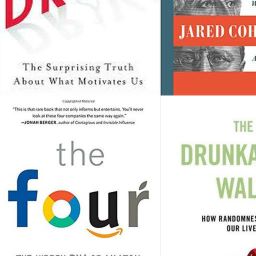 The Surprising Truth
About What Motivates Us
Copyrighted Material
"This is that rare book that not only informs but entertains. You'll never
look at these four companies the same way again."
—JONAH BERGER, author of Contagious and Invisible Influence
the
four
JARED COH
THE
DRUNKA
WAL
HOW RANDOMNES
OUR LIVE